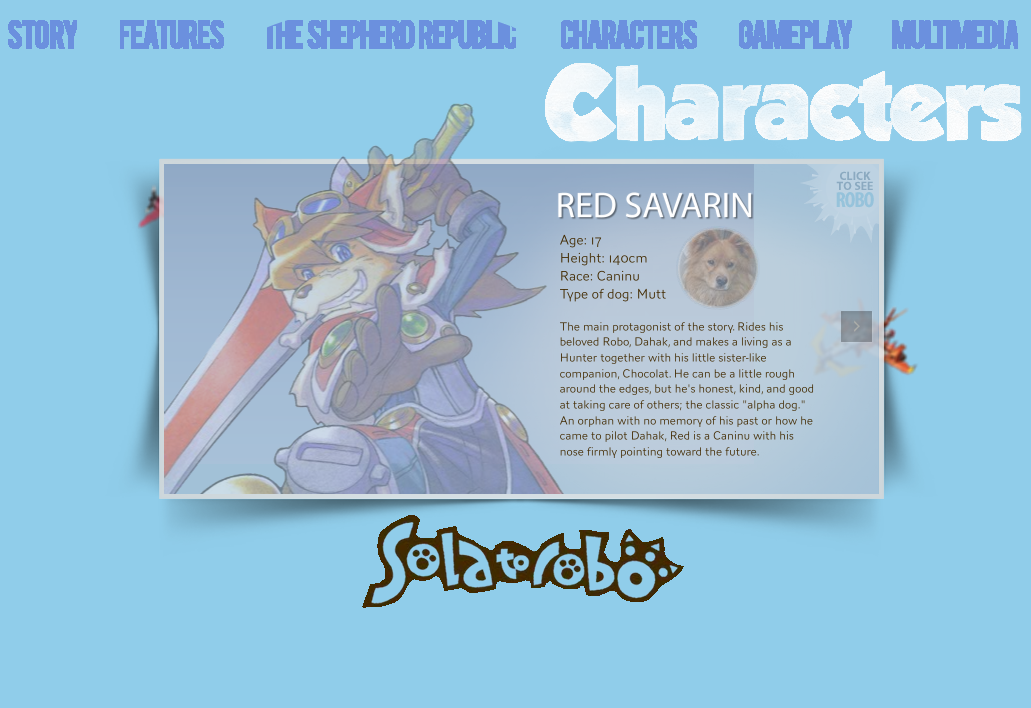 STORY FEATURES THE SHEPHERD REPUBLIC CHARACTERS GAMEPLAY MULTIMEDIA
Characters
CLICK
TO SEE
ROBO
RED SAVARIN
Age: 17
Height: 140cm
Race: Caninu
Type of dog: Mutt
The main protagonist of the story. Rides his
beloved Robo, Dahak, and makes a living as a
Hunter together with his little sister-like
companion, Chocolat. He can be a little rough
around the edges, but he's honest, kind, and good
at taking care of others; the classic "alpha dog."
An orphan with no memory of his past or how he
came to pilot Dahak, Red is a Caninu with his
nose firmly pointing toward the future.
Solatorobo